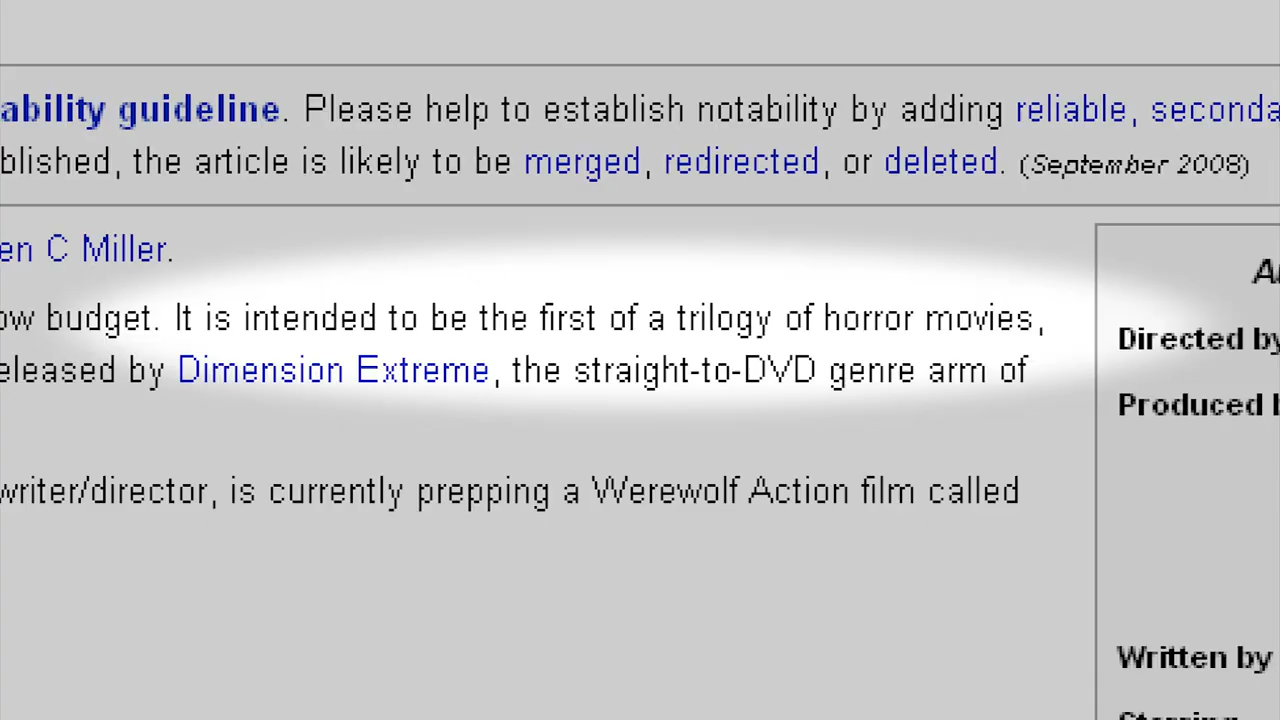 ability guideline. Please help to establish notability by adding reliable, seconda
blished, the article is likely to be merged, redirected, or deleted. (September 2008)
en C Miller.
ow budget. It is intended to be the first of a trilogy of horror movies,
eleased by Dimension Extreme, the straight-to-DVD genre arm of
writer/director, is currently prepping a Werewolf Action film called
Directed by
Produced b
Written by